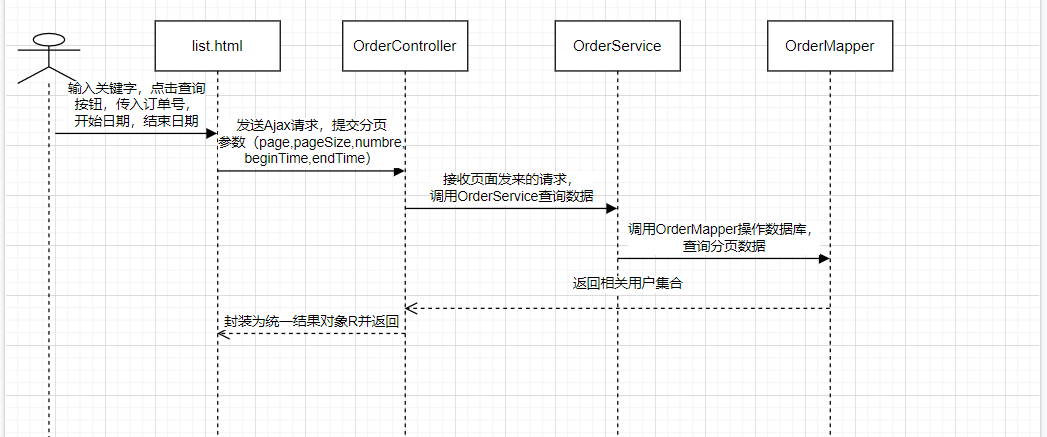 list.html
OrderController
OrderService
OrderMapper
输入关键字，点击查询
按钮，传入订单号，
开始日期，结束日期
发送Ajax请求，提交分页
参数（page,pageSize,numbre,
beginTime,endTime）
接收页面发来的请求，
调用OrderService查询数据
调用OrderMapper操作数据库，
查询分页数据
返回相关用户集合
封装为统一结果对象R并返回